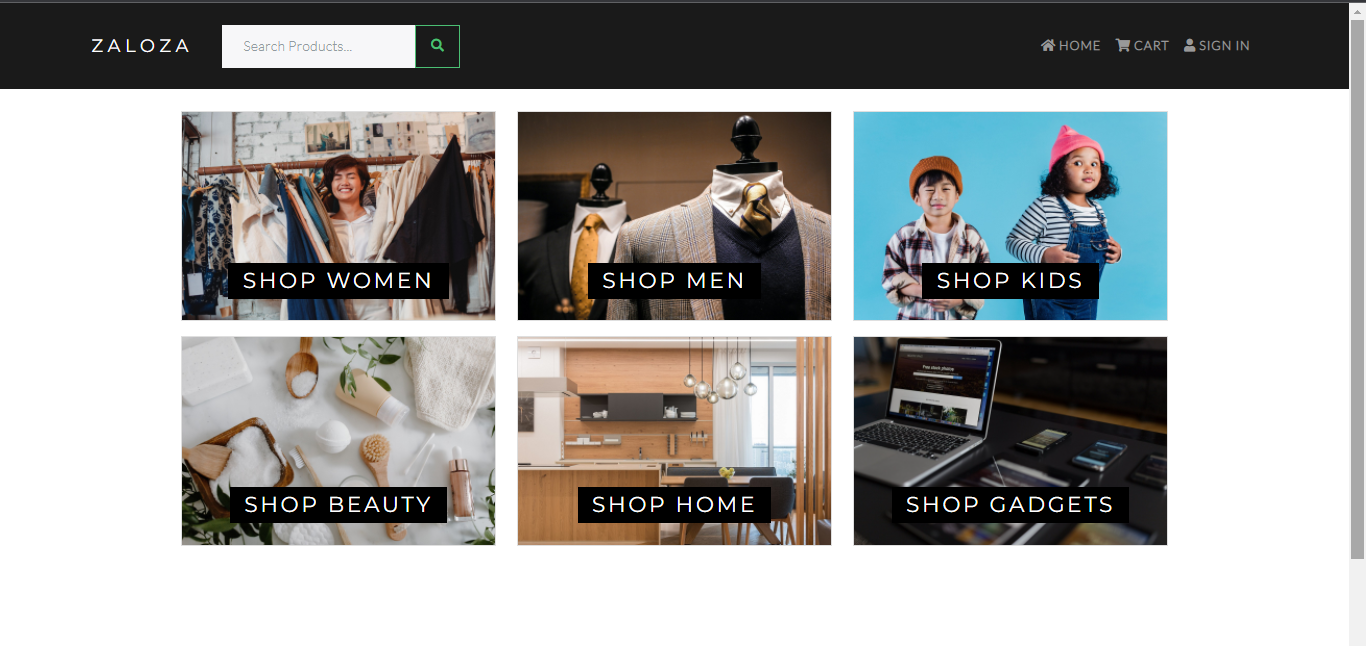 ZALOZA
Search Products...
HOME
CART
SIGN IN
SHOP WOMEN
SHOP MEN
SHOP KIDS
SHOP BEAUTY
SHOP HOME
SHOP GADGETS